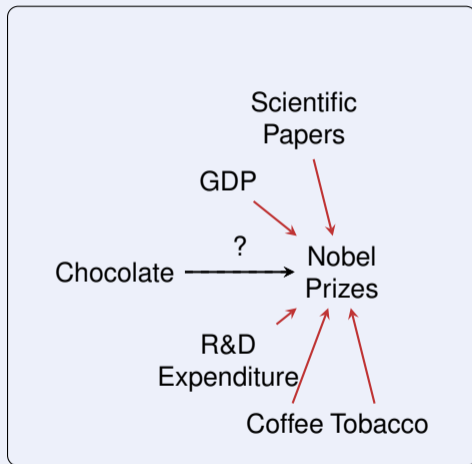 Scientific
Papers
GDP
?
Nobel
Prizes
Chocolate
R&D
Expenditure
Coffee Tobacco